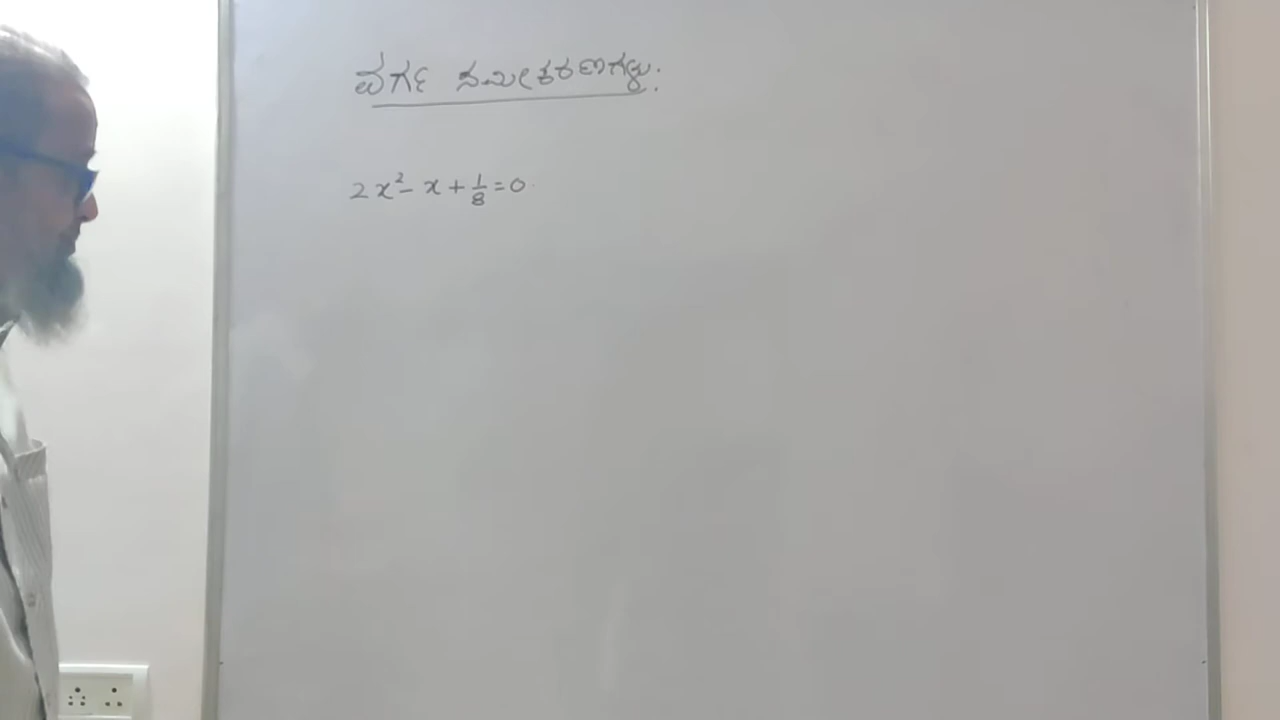 ವರ್ಗ ಸಮೀಕರಣಗಳು:
2x² - x + 1/8 = 0